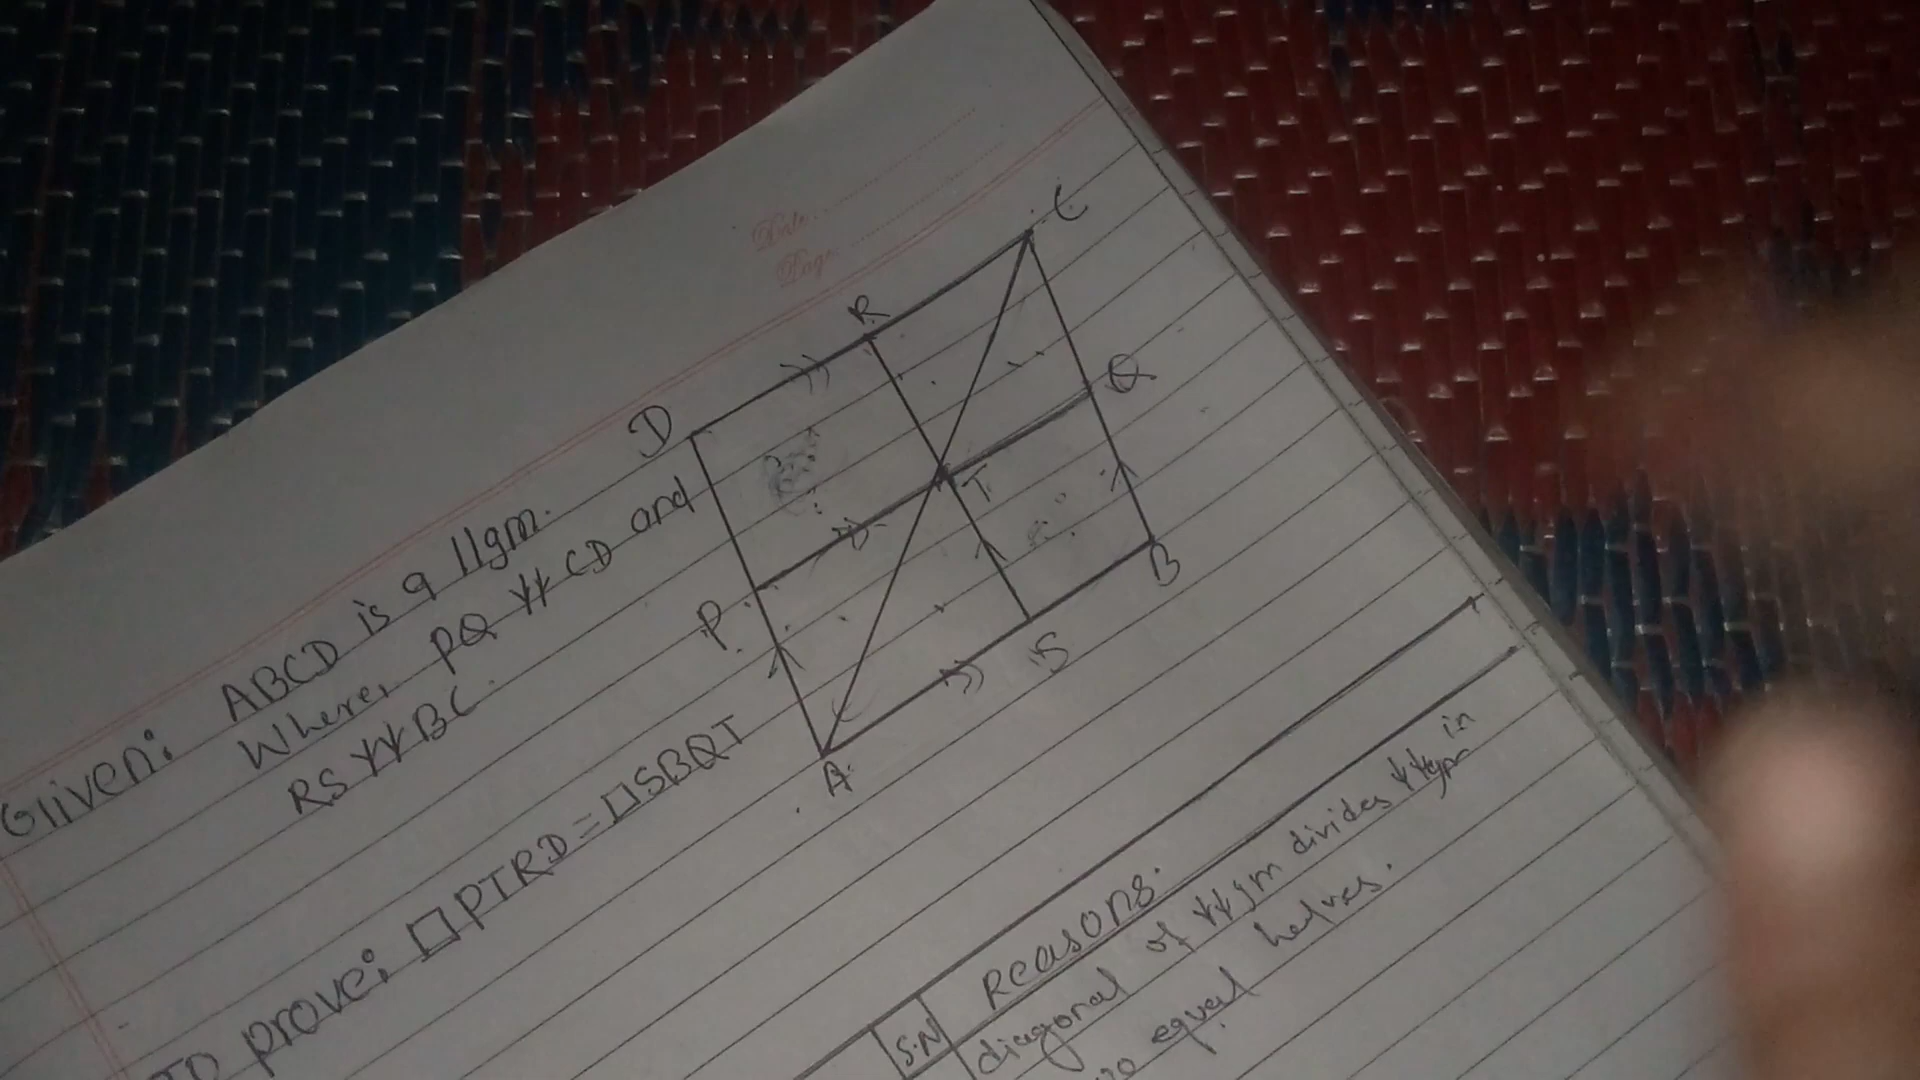 Date:
Page:
Given: ABCD is a llgm.
Where, PQ \\ CD and
RS \\ BC.
D
R
C
Q
P
T
A
S
B
To prove: □PTRD = □SBQT
S.N
Reasons.
diagonal of \\gm divides \\gm in
equal